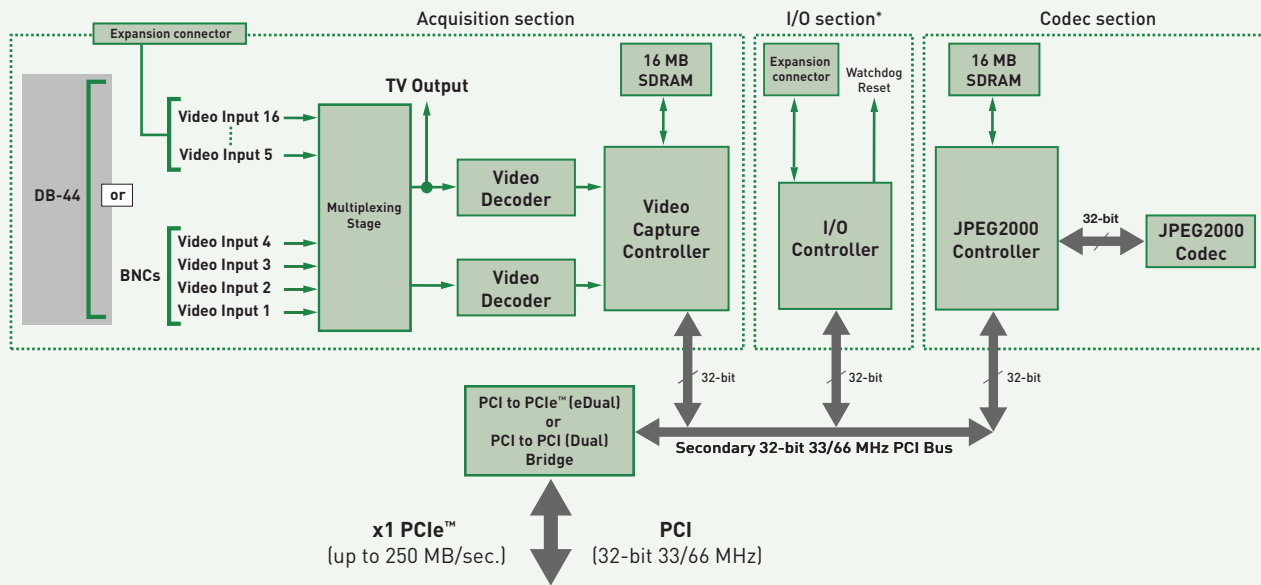 Acquisition section
I/O section*
Codec section
Expansion connector
DB-44
or
Video Input 16
Video Input 5
BNCs
Video Input 4
Video Input 3
Video Input 2
Video Input 1
Multiplexing
Stage
TV Output
Video
Decoder
Video
Decoder
16 MB
SDRAM
Video
Capture
Controller
Expansion
connector
Watchdog
Reset
I/O
Controller
16 MB
SDRAM
JPEG2000
Controller
32-bit
JPEG2000
Codec
32-bit
32-bit
32-bit
PCI to PCIe™ (eDual)
or
PCI to PCI (Dual)
Bridge
Secondary 32-bit 33/66 MHz PCI Bus
x1 PCIe™
(up to 250 MB/sec.)
PCI
(32-bit 33/66 MHz)